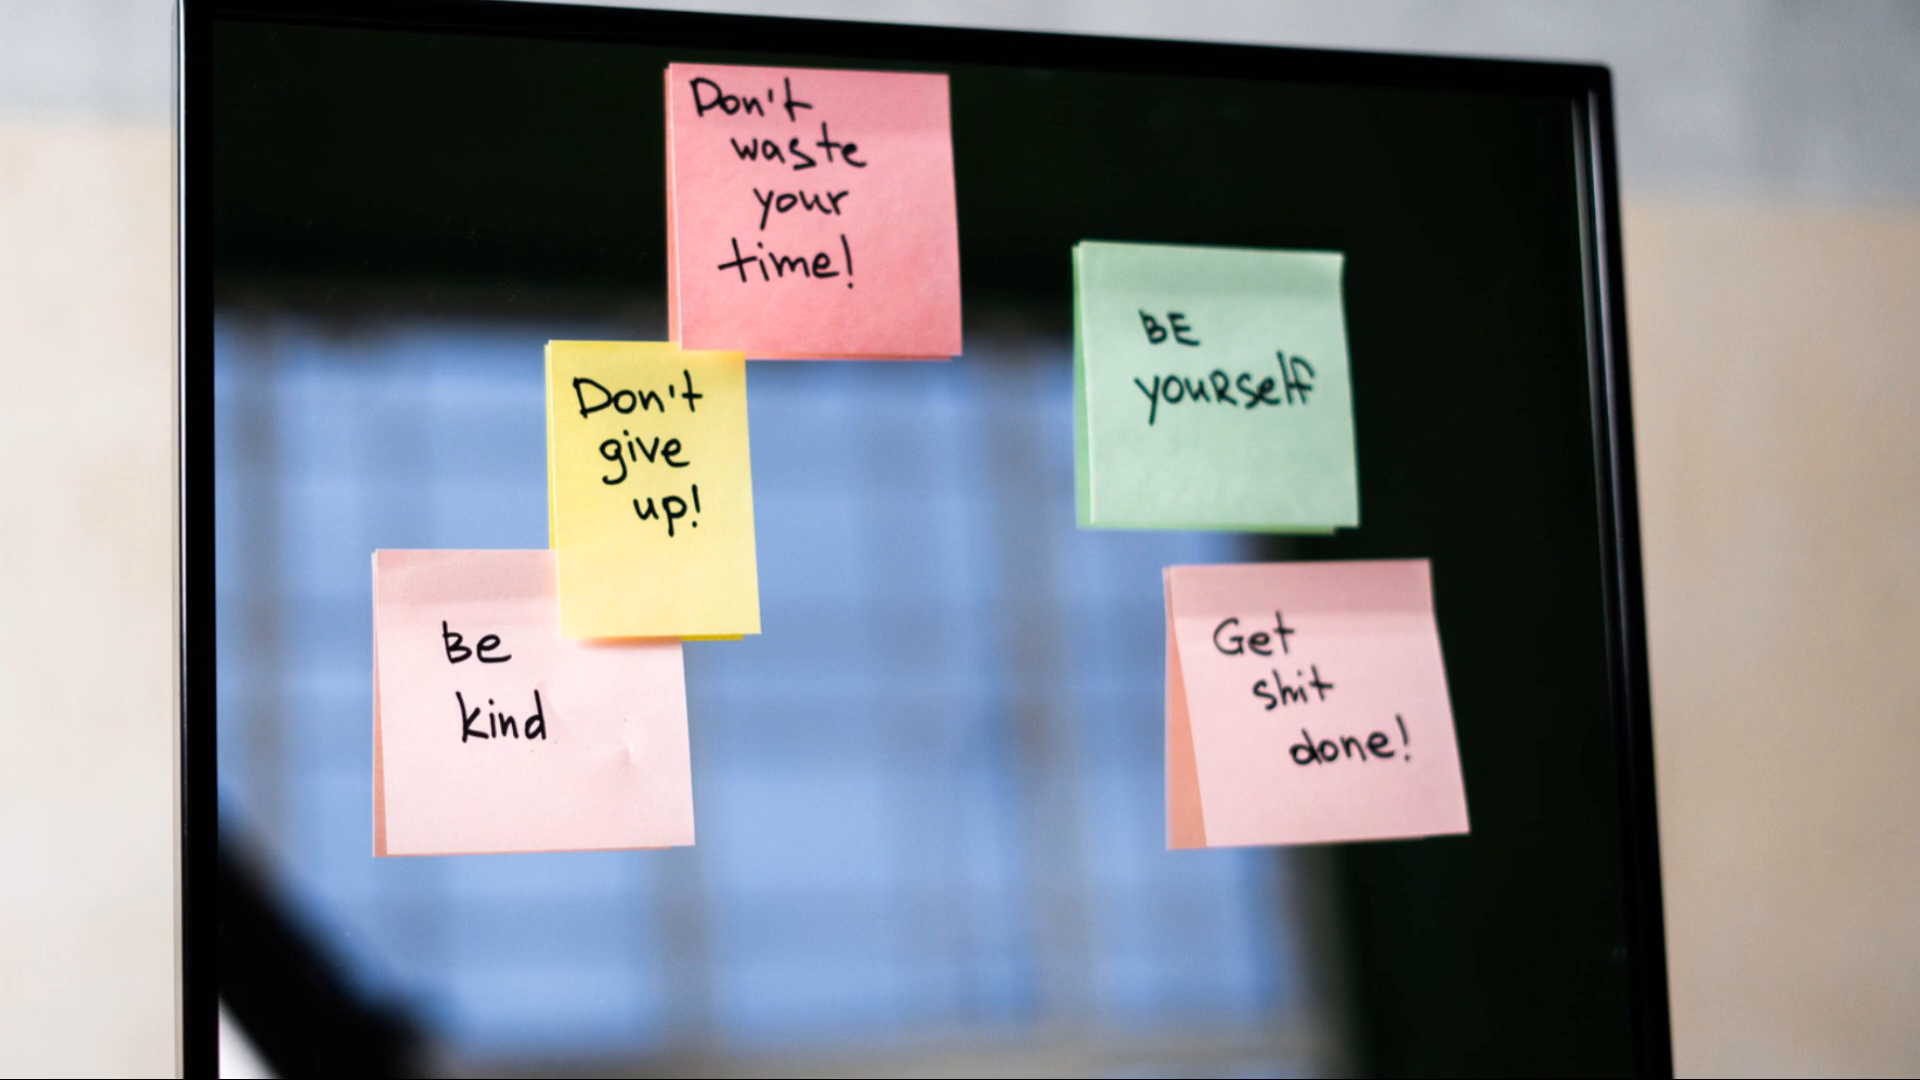 Don't
waste
your
time!
BE
youRself
Don't
give
up!
Be
kind
Get
shit
done!